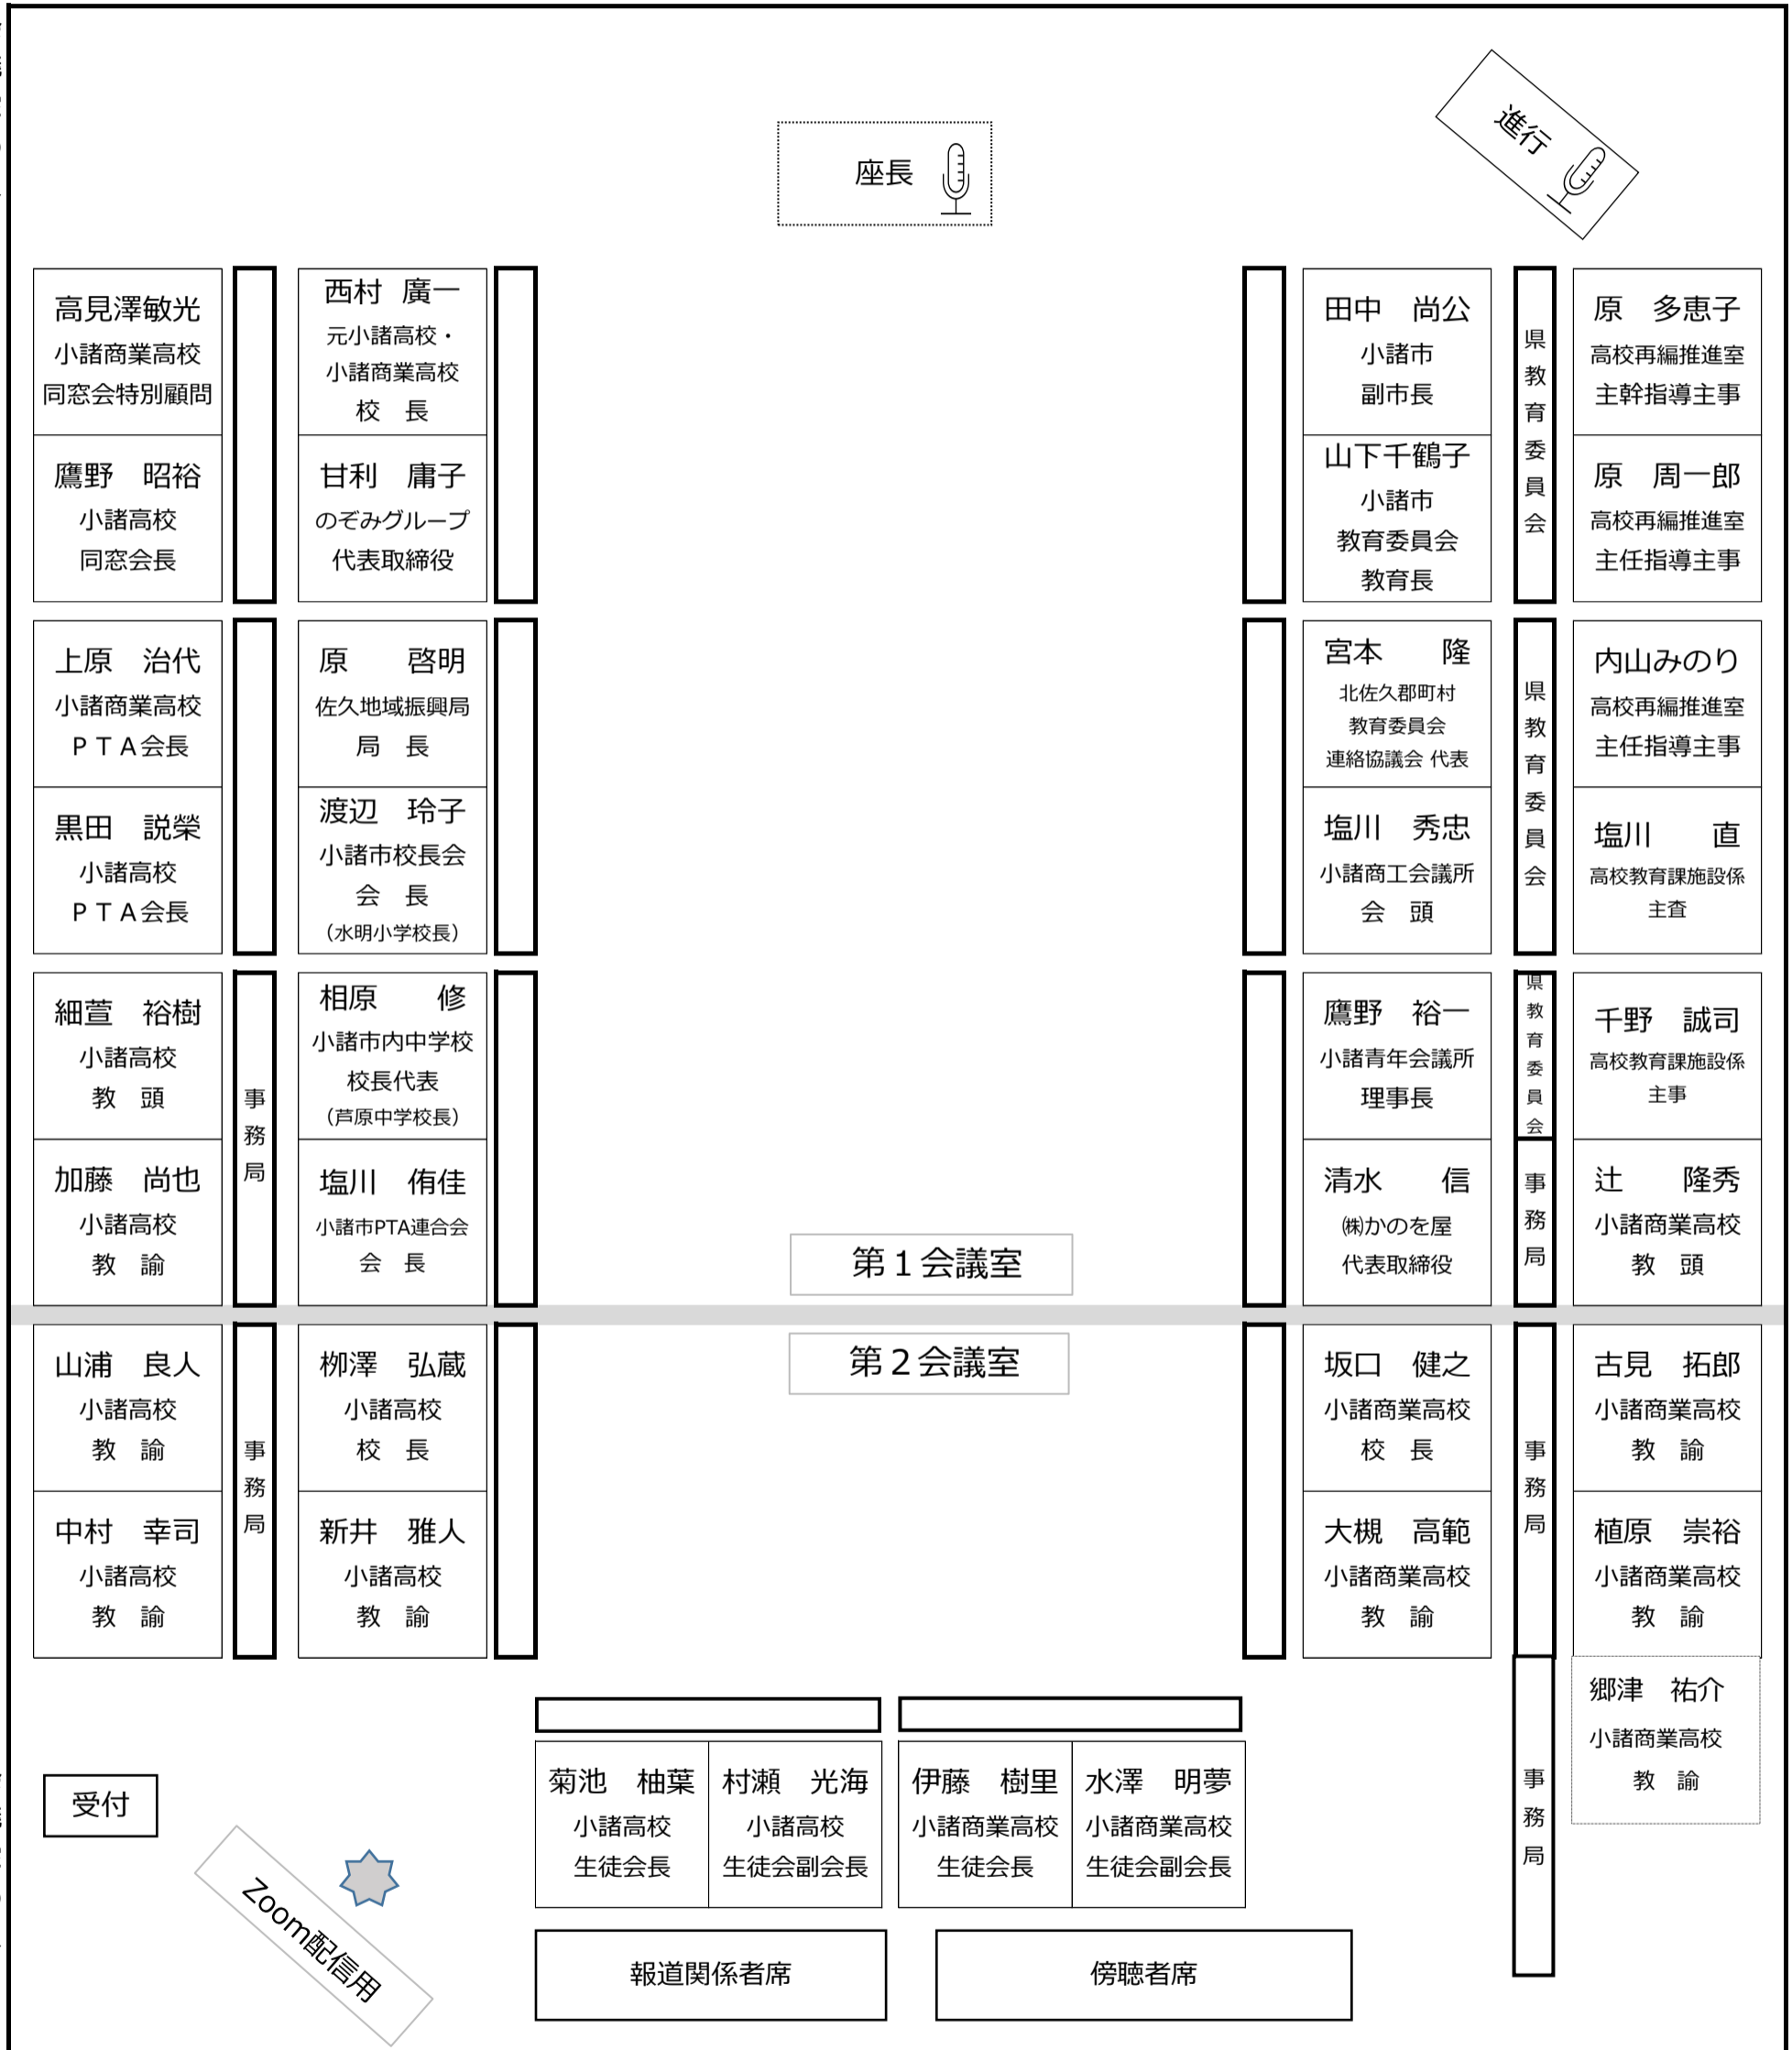 進行
座長
高見澤敏光
小諸商業高校
同窓会特別顧問
西村 廣一
元小諸高校・
小諸商業高校
校　長
田中　尚公
小諸市
副市長
県教育委員会
原　多恵子
高校再編推進室
主幹指導主事
鷹野　昭裕
小諸高校
同窓会長
甘利　庸子
のぞみグループ
代表取締役
山下千鶴子
小諸市
教育委員会
教育長
原　周一郎
高校再編推進室
主任指導主事
上原　治代
小諸商業高校
ＰＴＡ会長
原　　啓明
佐久地域振興局
局　長
宮本　　隆
北佐久郡町村
教育委員会
連絡協議会 代表
県教育委員会
内山みのり
高校再編推進室
主任指導主事
黒田　説榮
小諸高校
ＰＴＡ会長
渡辺　玲子
小諸市校長会
会　長
（水明小学校長）
塩川　秀忠
小諸商工会議所
会　頭
塩川　　直
高校教育課施設係
主査
細萱　裕樹
小諸高校
教　頭
事務局
相原　　修
小諸市内中学校
校長代表
（芦原中学校長）
鷹野　裕一
小諸青年会議所
理事長
県教育委員会
千野　誠司
高校教育課施設係
主事
加藤　尚也
小諸高校
教　諭
塩川　侑佳
小諸市PTA連合会
会　長
清水　　信
㈱かのを屋
代表取締役
事務局
辻　　隆秀
小諸商業高校
教　頭
第１会議室
第２会議室
山浦　良人
小諸高校
教　諭
事務局
栁澤　弘蔵
小諸高校
校　長
坂口　健之
小諸商業高校
校　長
事務局
古見　拓郎
小諸商業高校
教　諭
中村　幸司
小諸高校
教　諭
新井　雅人
小諸高校
教　諭
大槻　高範
小諸商業高校
教　諭
植原　崇裕
小諸商業高校
教　諭
事務局
郷津　祐介
小諸商業高校
教　諭
菊池　柚葉
小諸高校
生徒会長
村瀬　光海
小諸高校
生徒会副会長
伊藤　樹里
小諸商業高校
生徒会長
水澤　明夢
小諸商業高校
生徒会副会長
受付
Zoom配信用
報道関係者席
傍聴者席